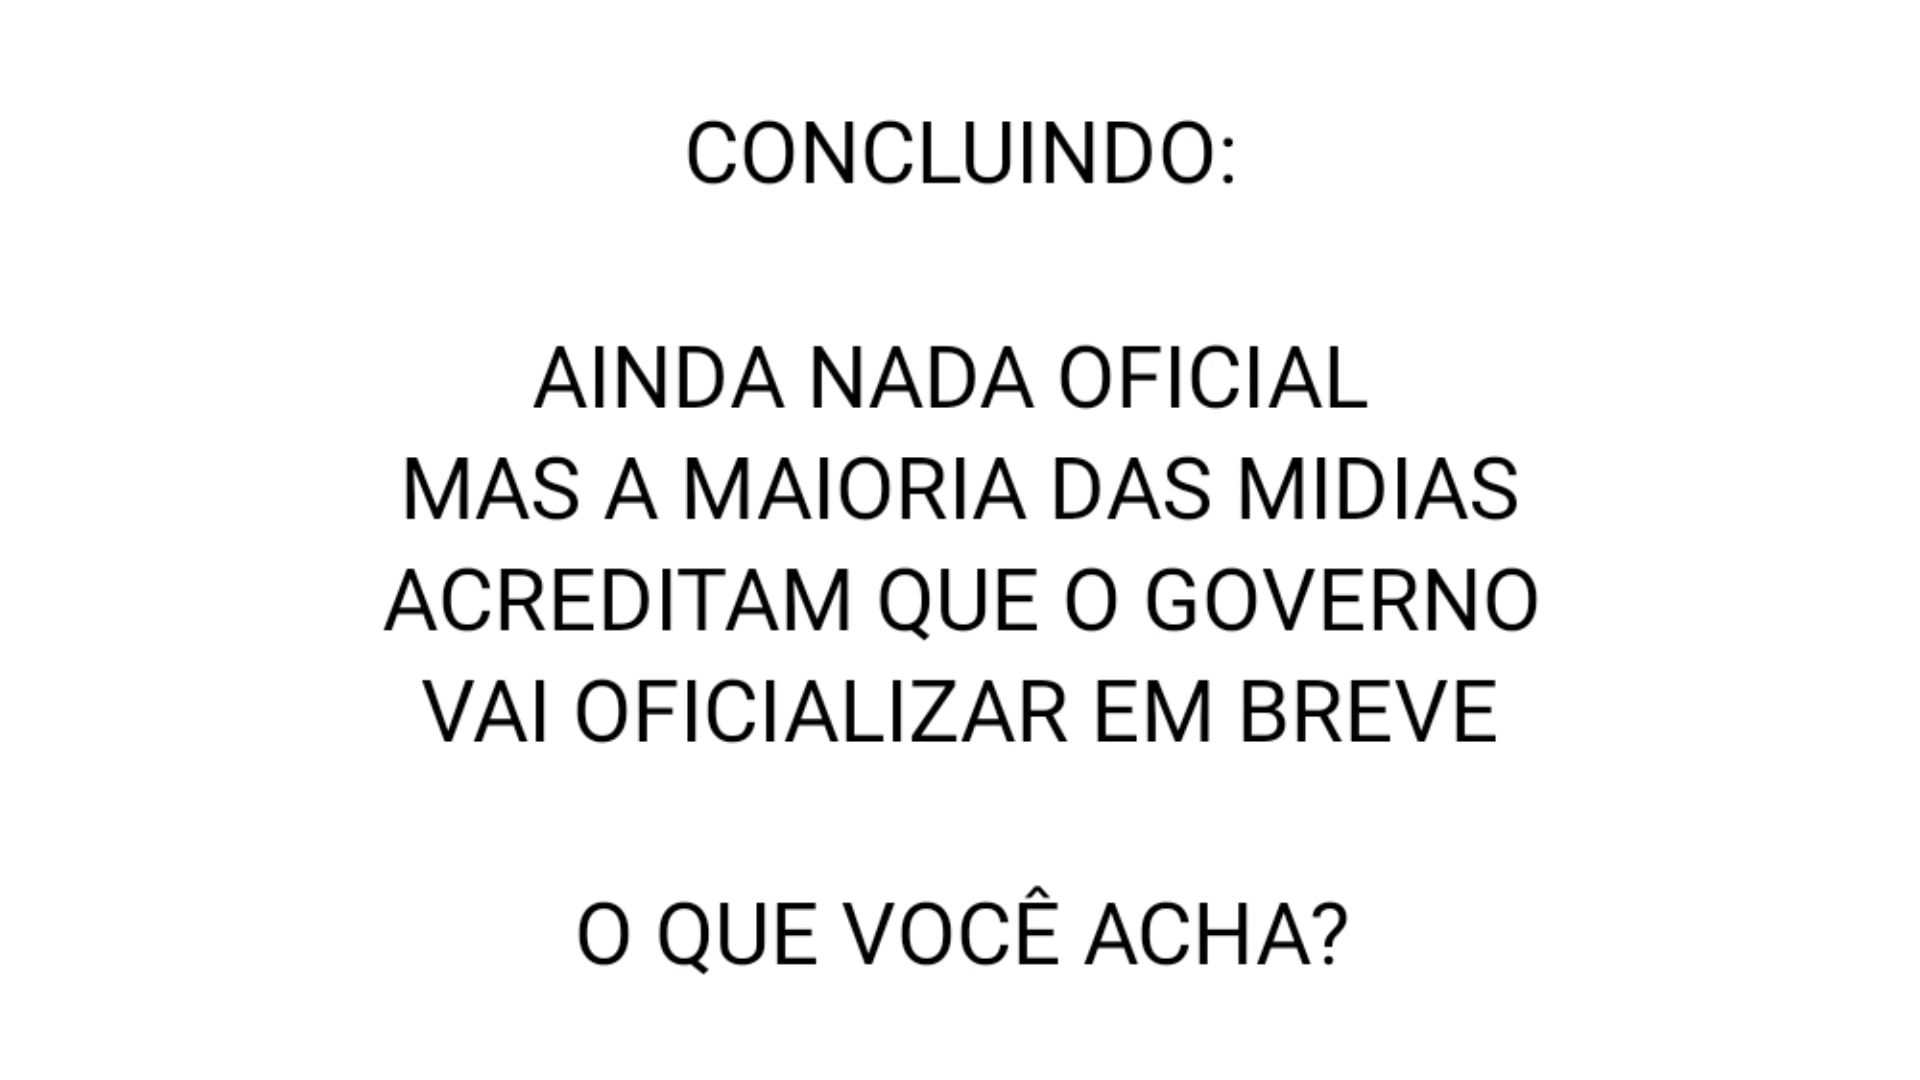 CONCLUINDO:
AINDA NADA OFICIAL
MAS A MAIORIA DAS MIDIAS
ACREDITAM QUE O GOVERNO
VAI OFICIALIZAR EM BREVE
O QUE VOCÊ ACHA?